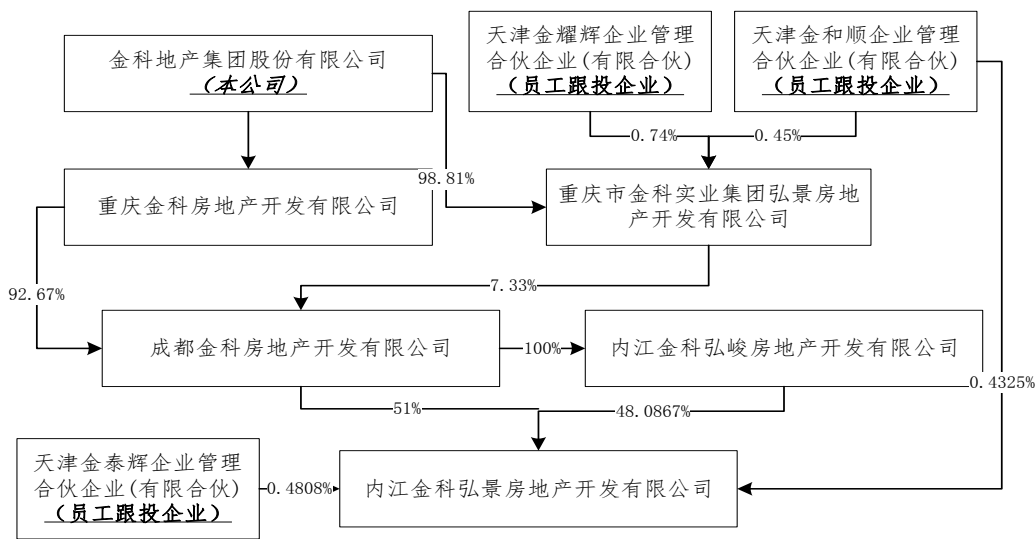 金科地产集团股份有限公司
（本公司）
天津金耀辉企业管理
合伙企业(有限合伙)
（员工跟投企业）
天津金和顺企业管理
合伙企业(有限合伙)
（员工跟投企业）
0.74%
0.45%
98.81%
重庆金科房地产开发有限公司
重庆市金科实业集团弘景房地
产开发有限公司
92.67%
7.33%
成都金科房地产开发有限公司
100%
内江金科弘峻房地产开发有限公司
0.4325%
51%
48.0867%
天津金泰辉企业管理
合伙企业(有限合伙)
（员工跟投企业）
0.4808%
内江金科弘景房地产开发有限公司